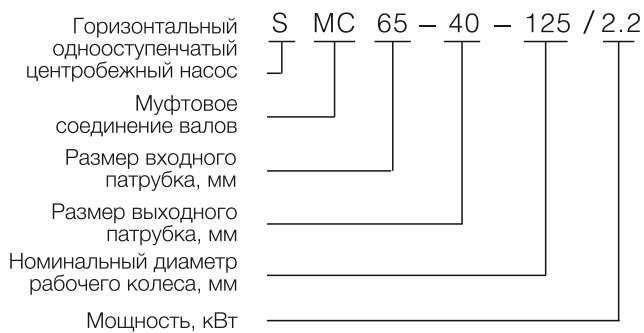 S MC 65 – 40 – 125 / 2.2
Горизонтальный
одноступенчатый
центробежный насос
Муфтовое
соединение валов
Размер входного
патрубка, мм
Размер выходного
патрубка, мм
Номинальный диаметр
рабочего колеса, мм
Мощность, кВт